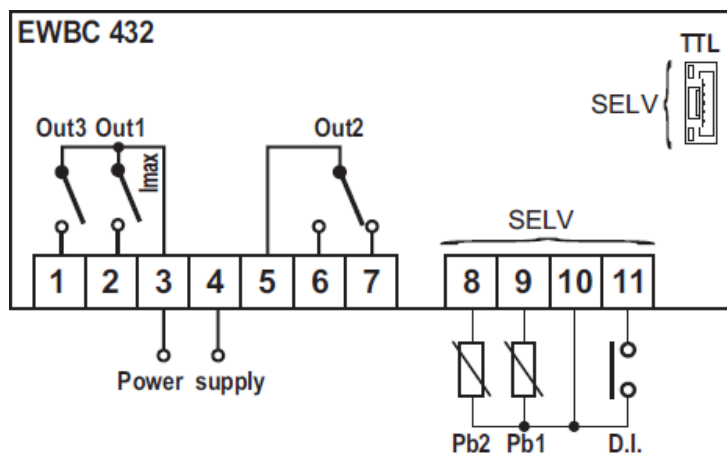 EWBC 432
TTL
SELV
Out3 Out1 Out2
Imax
SELV
1 2 3 4 5 6 7 8 9 10 11
Power supply
Pb2 Pb1 D.I.